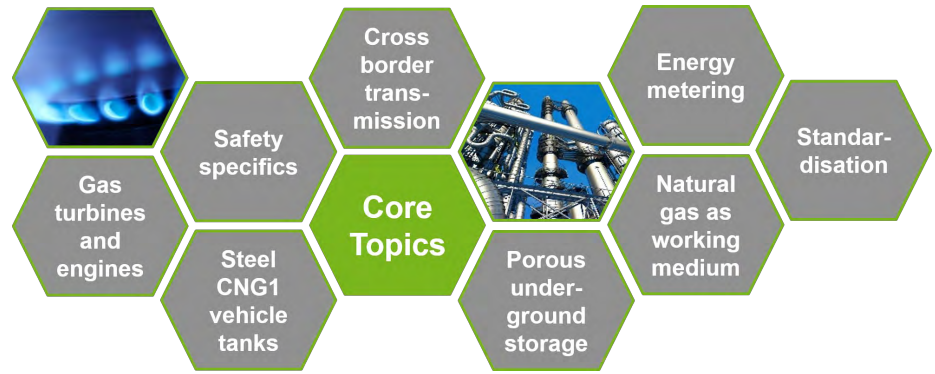 Cross
border
trans-
mission
Energy
metering
Safety
specifics
Standar-
disation
Gas
turbines
and
engines
Core
Topics
Natural
gas as
working
medium
Steel
CNG1
vehicle
tanks
Porous
under-
ground
storage